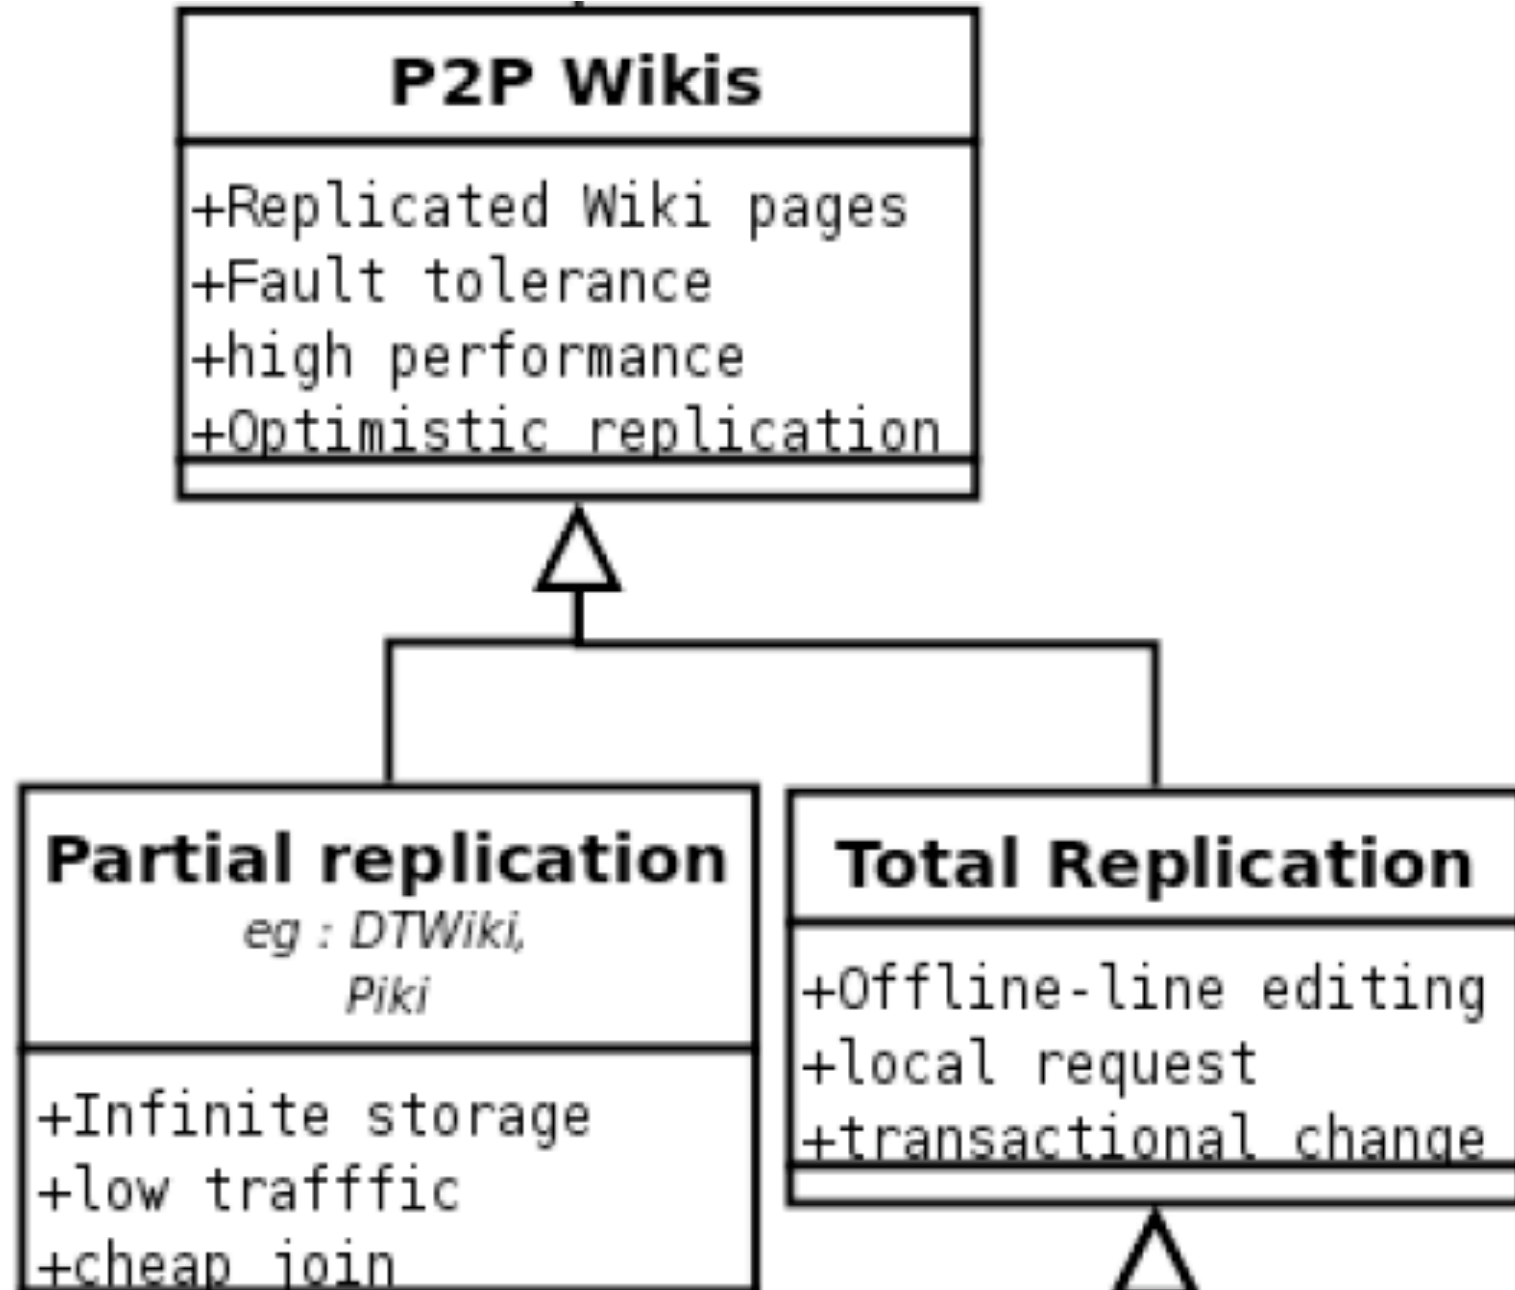 P2P Wikis
+Replicated Wiki pages
+Fault tolerance
+high performance
+Optimistic replication
Partial replication
eg : DTWiki,
Piki
+Infinite storage
+low trafffic
+cheap join
Total Replication
+Offline-line editing
+local request
+transactional change